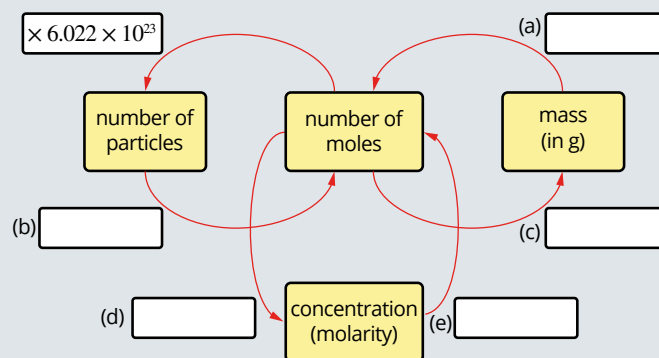 × 6.022 × 10²³
(a)
number of
particles
number of
moles
mass
(in g)
(b)
(c)
(d)
concentration
(molarity)
(e)